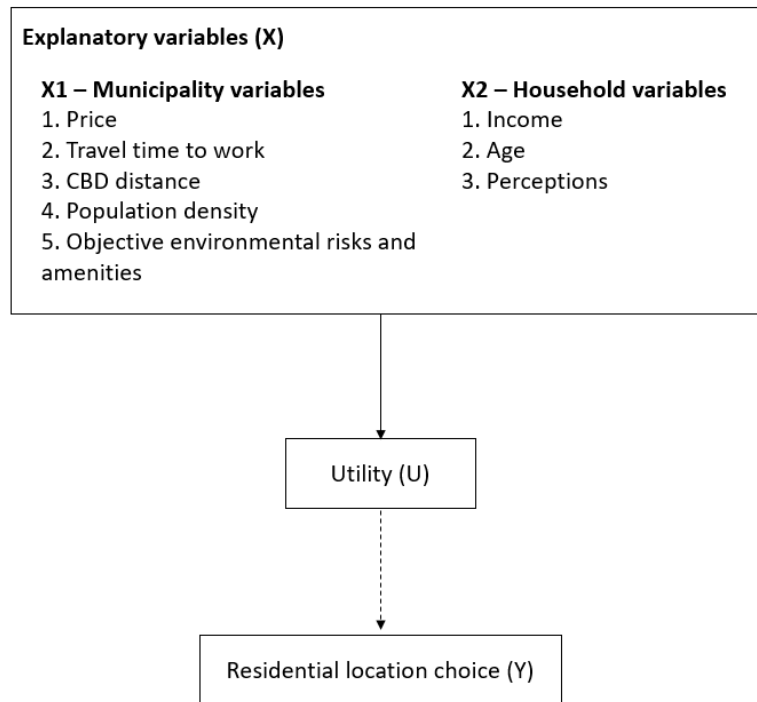 Explanatory variables (X)
X1 – Municipality variables
1. Price
2. Travel time to work
3. CBD distance
4. Population density
5. Objective environmental risks and
amenities
X2 – Household variables
1. Income
2. Age
3. Perceptions
Utility (U)
Residential location choice (Y)